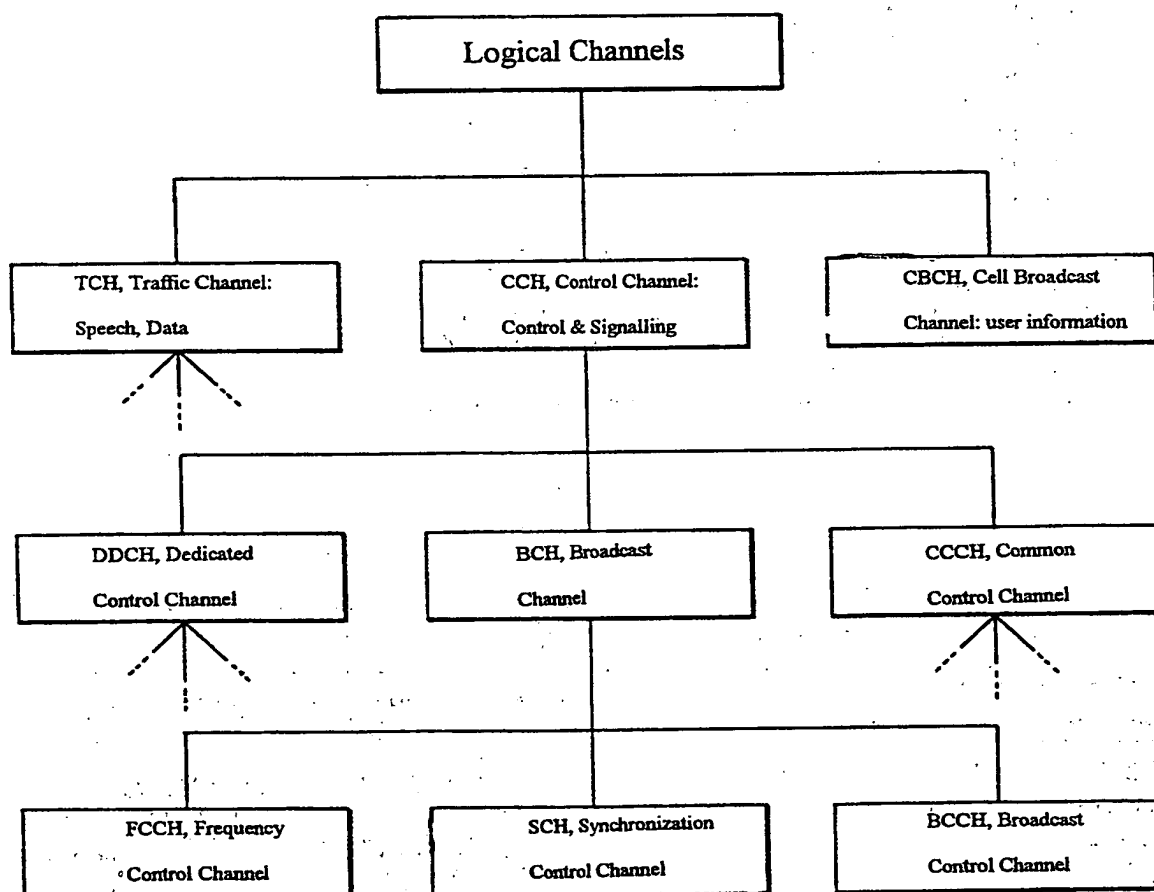 Logical Channels
TCH, Traffic Channel:
Speech, Data
CCH, Control Channel:
Control & Signalling
CBCH, Cell Broadcast
Channel: user information
DDCH, Dedicated
Control Channel
BCH, Broadcast
Channel
CCCH, Common
Control Channel
FCCH, Frequency
Control Channel
SCH, Synchronization
Control Channel
BCCH, Broadcast
Control Channel